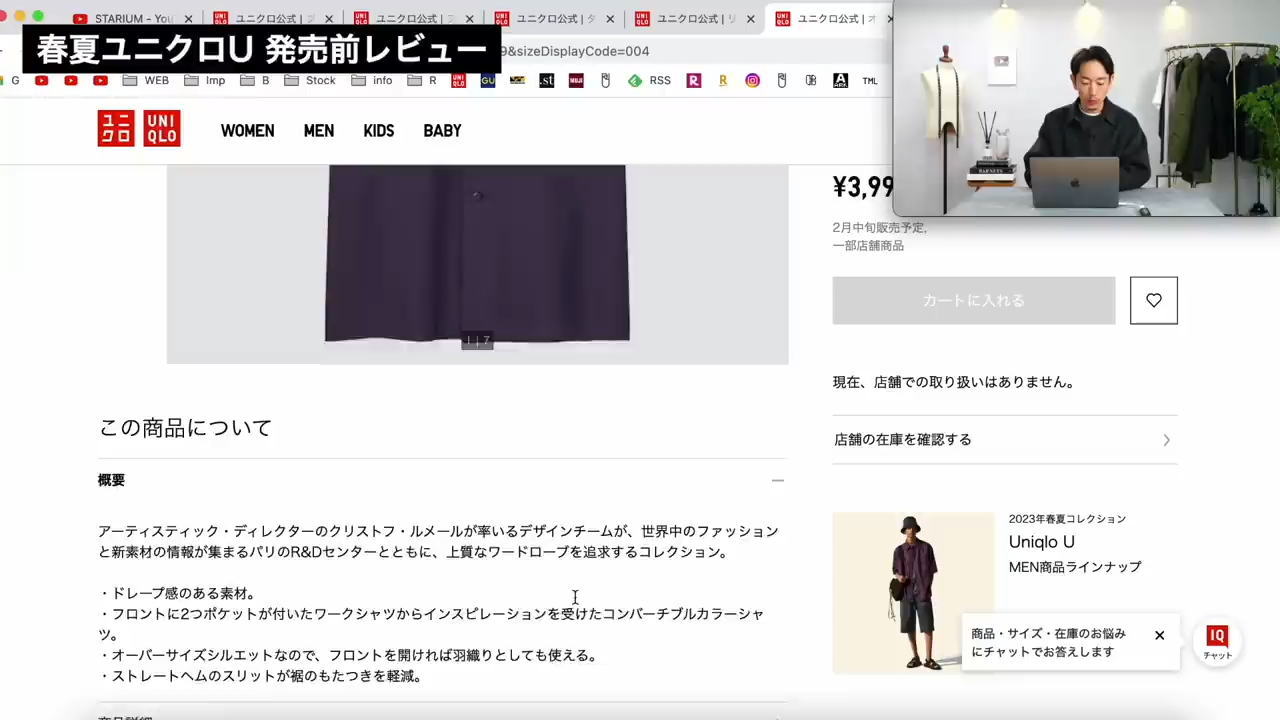 STARIUM - You
ユニクロ公式 | ブ
ユニクロ公式 |
ユニクロ公式 | タ
ユニクロ公式 | リ
ユニクロ公式 | オ
春夏ユニクロU 発売前レビュー
&sizeDisplayCode=004
G
WEB
Imp
B
Stock
info
R
UNI QLO
GU
.st
MUJI
RSS
R
R
TML
ユニクロ
UNIQLO
WOMEN
MEN
KIDS
BABY
¥3,99
2月中旬販売予定,
一部店舗商品
カートに入れる
1 | 7
現在、店舗での取り扱いはありません。
店舗の在庫を確認する
この商品について
概要
アーティスティック・ディレクターのクリストフ・ルメールが率いるデザインチームが、世界中のファッション
と新素材の情報が集まるパリのR&Dセンターとともに、上質なワードローブを追求するコレクション。
・ドレープ感のある素材。
・フロントに2つポケットが付いたワークシャツからインスピレーションを受けたコンバーチブルカラーシャ
ツ。
・オーバーサイズシルエットなので、フロントを開ければ羽織りとしても使える。
・ストレートヘムのスリットが裾のもたつきを軽減。
商品詳細
2023年春夏コレクション
Uniqlo U
MEN商品ラインナップ
商品・サイズ・在庫のお悩み
にチャットでお答えします
IQ
チャット